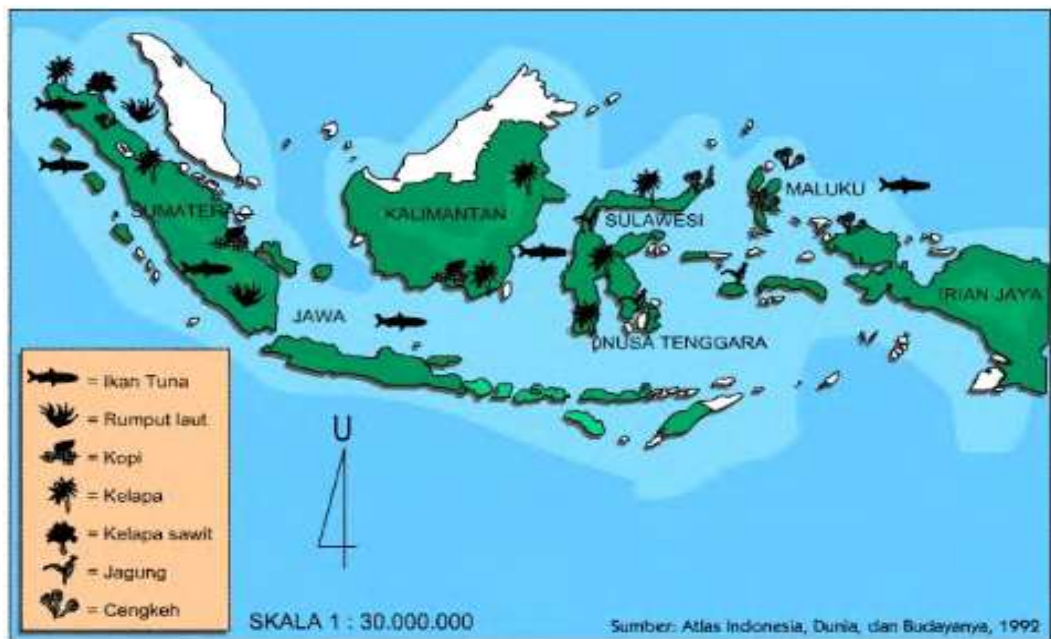 SUMATERA
KALIMANTAN
SULAWESI
MALUKU
IRIAN JAYA
JAWA
NUSA TENGGARA
= Ikan Tuna
= Rumput laut
= Kopi
= Kelapa
= Kelapa sawit
= Jagung
= Cengkeh
U
SKALA 1 : 30.000.000
Sumber: Atlas Indonesia, Dunia, dan Budayanya, 1992